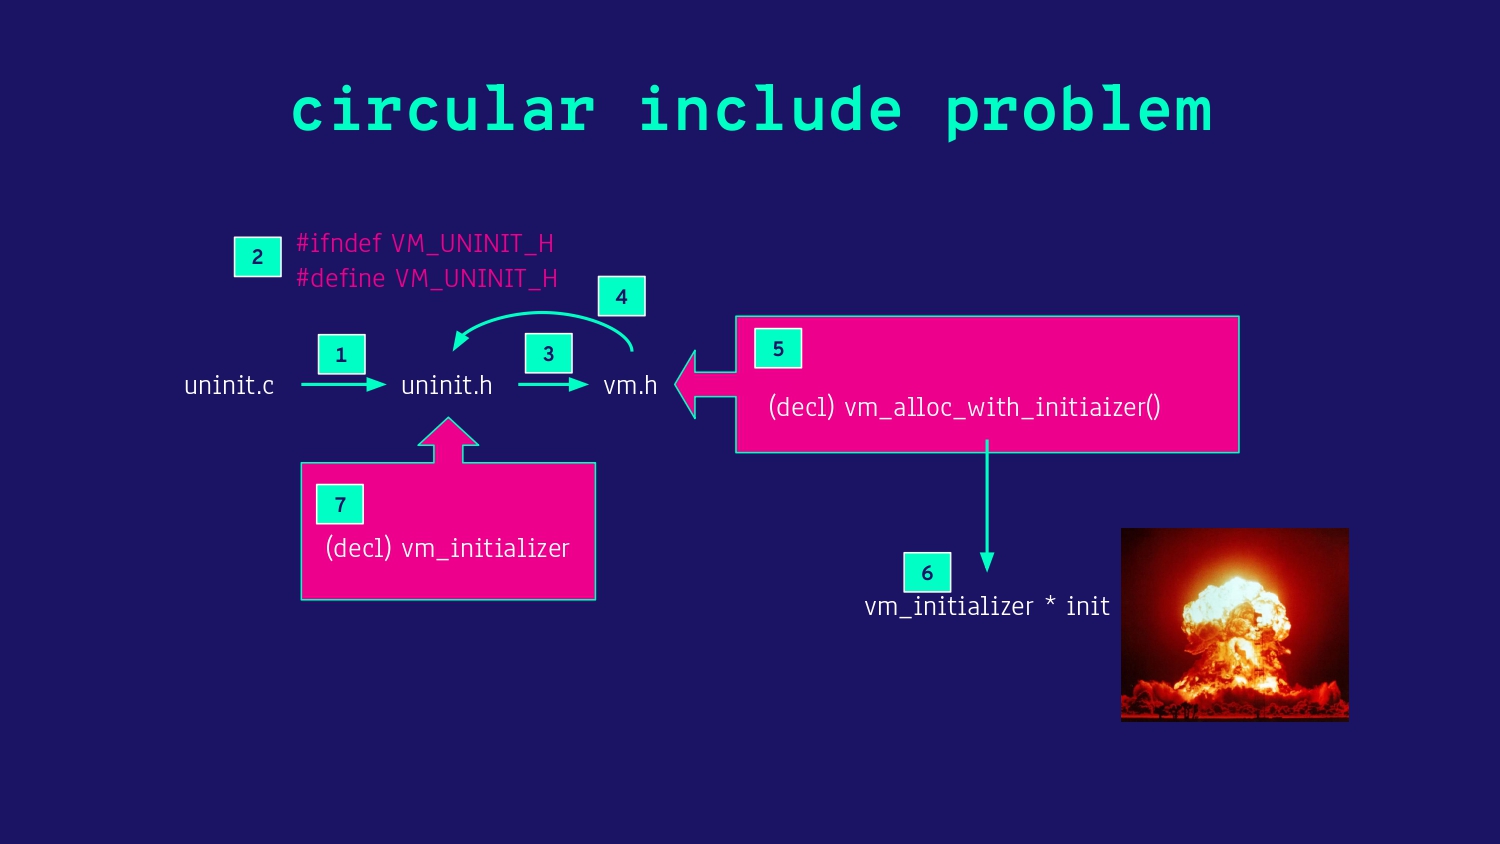 circular include problem
2
#ifndef VM_UNINIT_H
#define VM_UNINIT_H
4
1
3
5
uninit.c
uninit.h
vm.h
(decl) vm_alloc_with_initiaizer()
7
(decl) vm_initializer
6
vm_initializer * init